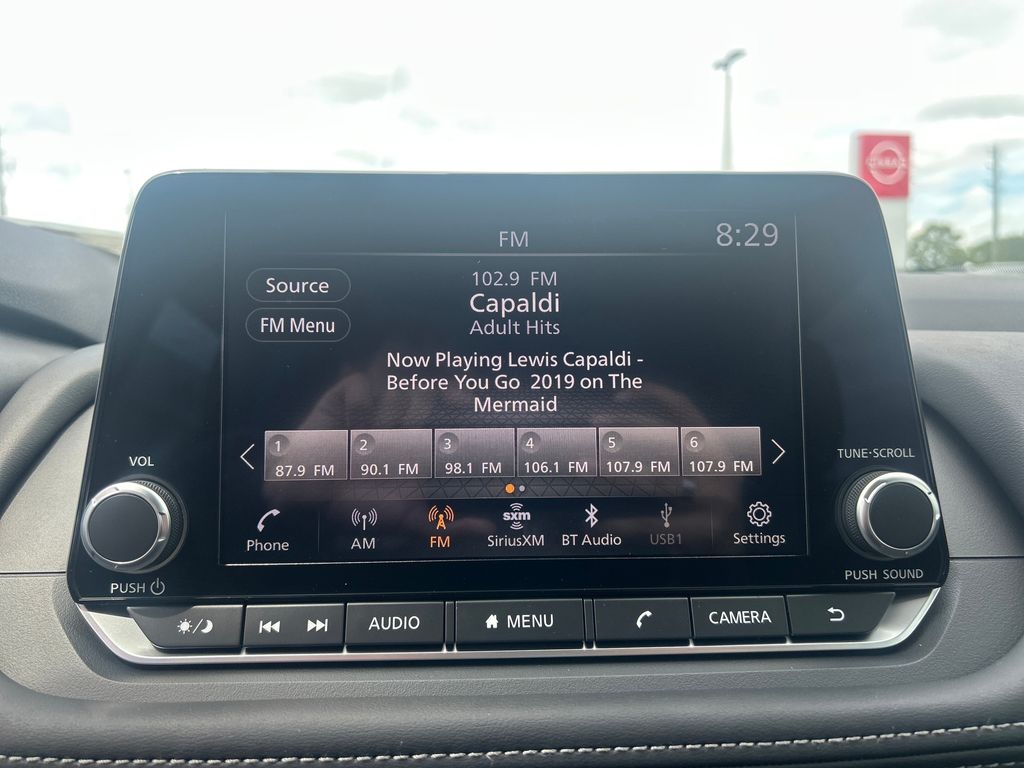 FM
8:29
Source
FM Menu
102.9 FM
Capaldi
Adult Hits
Now Playing Lewis Capaldi -
Before You Go 2019 on The
Mermaid
1
87.9 FM
2
90.1 FM
3
98.1 FM
4
106.1 FM
5
107.9 FM
6
107.9 FM
VOL
TUNE·SCROLL
Phone
AM
FM
sxm
SiriusXM
BT Audio
USB1
Settings
PUSH
PUSH SOUND
AUDIO
MENU
CAMERA